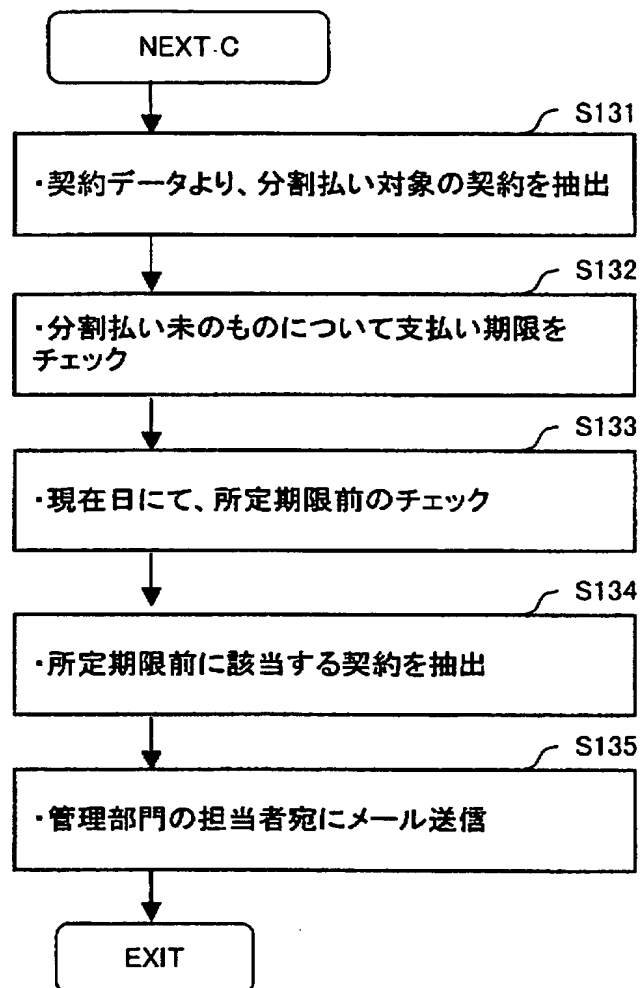 NEXT-C
S131
・契約データより、分割払い対象の契約を抽出
S132
・分割払い未のものについて支払い期限を
チェック
S133
・現在日にて、所定期限前のチェック
S134
・所定期限前に該当する契約を抽出
S135
・管理部門の担当者宛にメール送信
EXIT